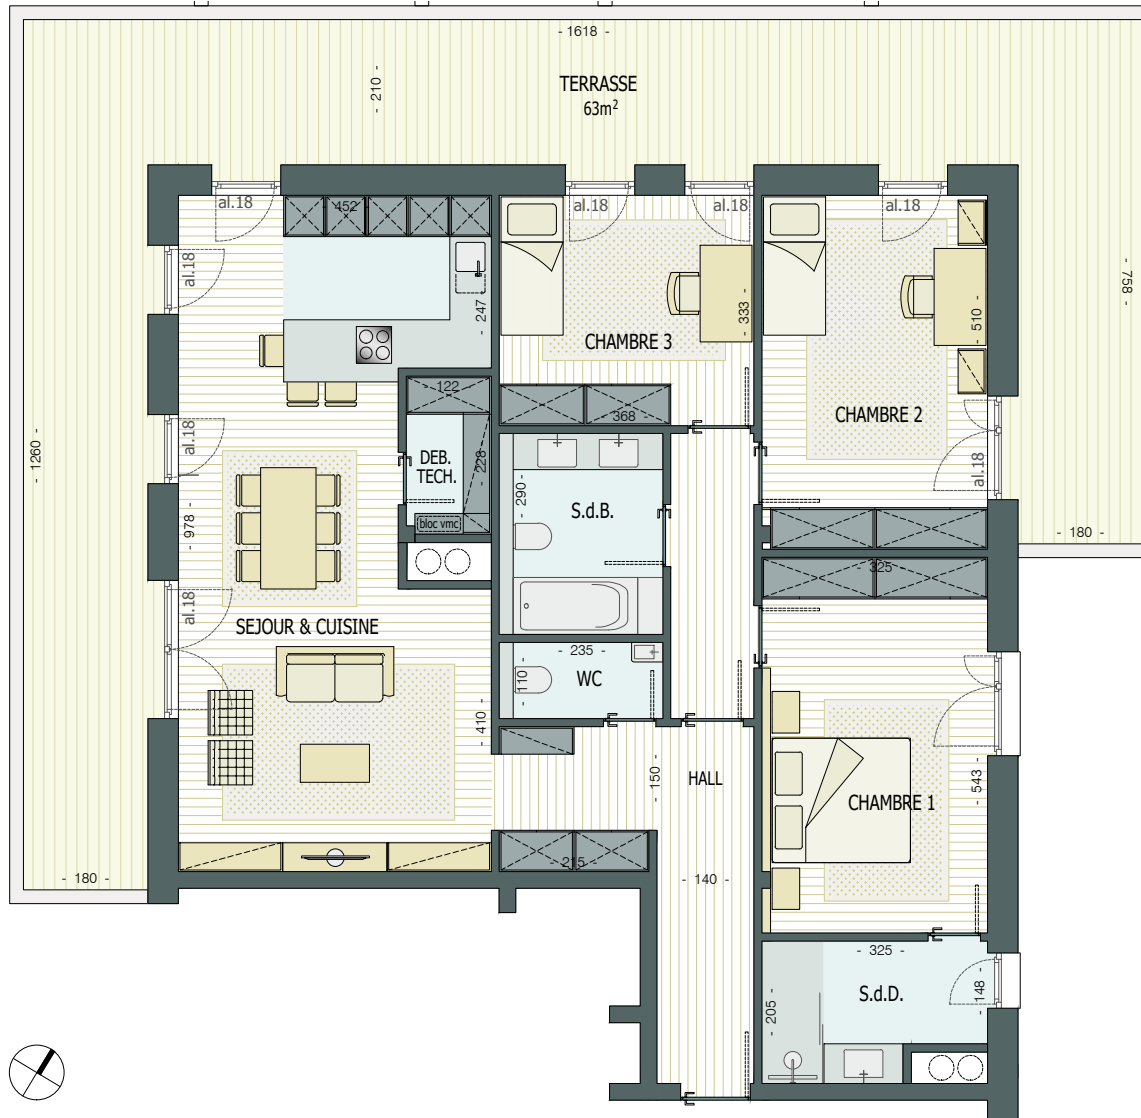 - 1618 -
- 210 -
TERRASSE
63m²
al.18
452
al.18
al.18
al.18
al.18
- 247 -
- 333 -
- 510 -
- 758 -
CHAMBRE 3
CHAMBRE 2
122
368
al.18
- 1260 -
DEB.
TECH.
- 228 -
bloc vmc
- 290 -
S.d.B.
al.18
- 978 -
- 180 -
325
al.18
SEJOUR & CUISINE
- 235 -
- 110 -
WC
- 410 -
- 150 -
HALL
- 543 -
CHAMBRE 1
215
- 180 -
- 140 -
- 325 -
S.d.D.
- 205 -
- 148 -